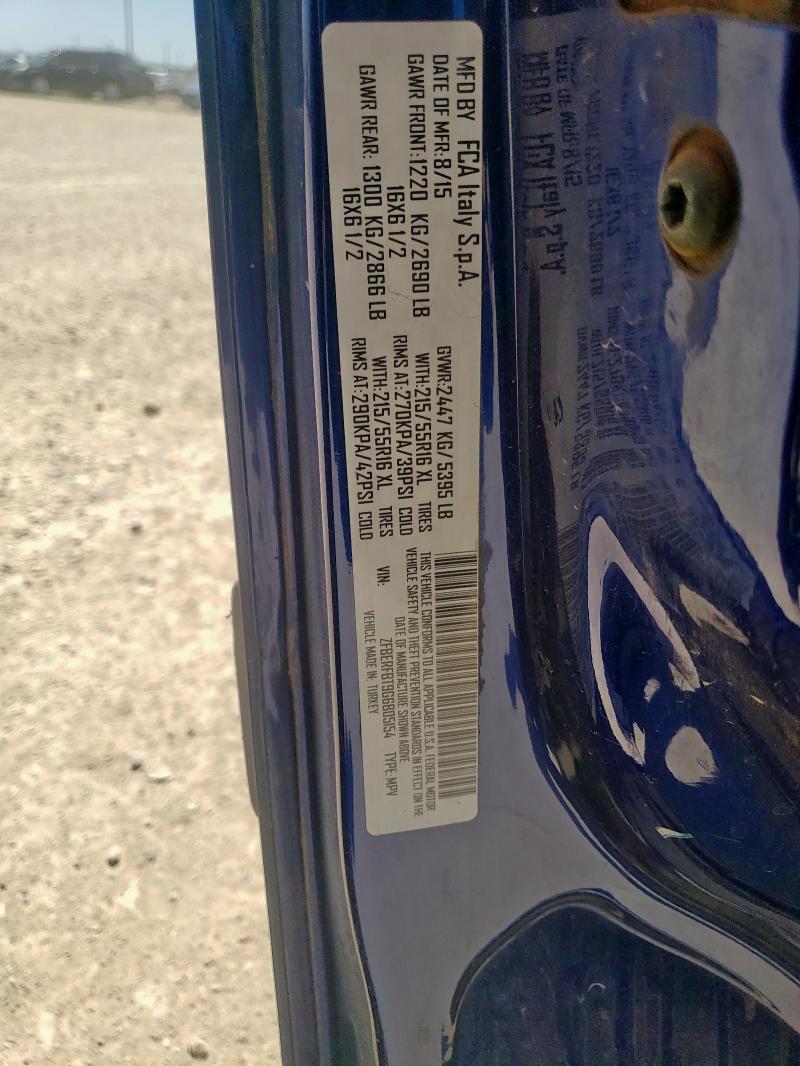 MFD BY FCA Italy S.p.A.
DATE OF MFR:8/15 GVWR:2447 KG/ 5395 LB
GAWR FRONT:1220 KG/2690 LB WITH:215/55R16 XL TIRES
16X6 1/2 RIMS AT:270KPA/39PSI COLD
GAWR REAR: 1300 KG/2866 LB WITH:215/55R16 XL TIRES
16X6 1/2 RIMS AT:290KPA/42PSI COLD
THIS VEHICLE CONFORMS TO ALL APPLICABLE U.S.A. FEDERAL MOTOR
VEHICLE SAFETY AND THEFT PREVENTION STANDARDS IN EFFECT ON THE
DATE OF MANUFACTURE SHOWN ABOVE
VIN: ZFBERFBT9G6B05154 TYPE:MPV
VEHICLE MADE IN: TURKEY